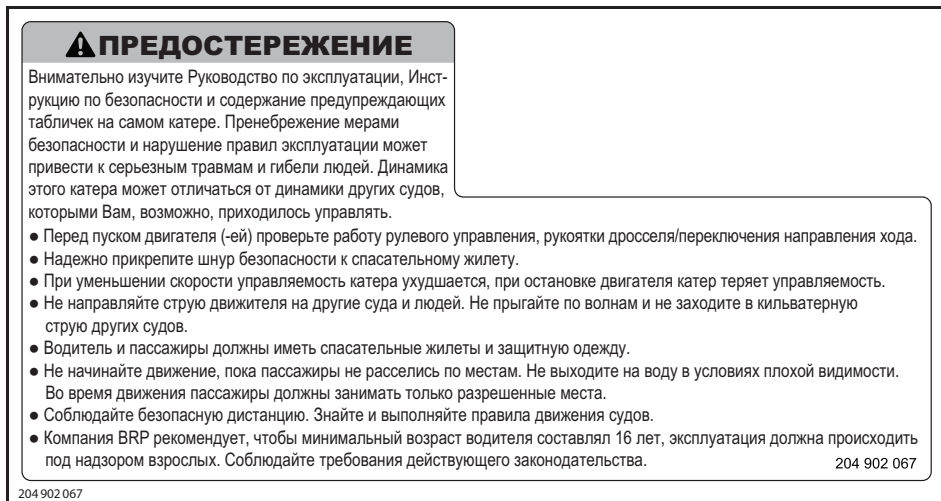 ПРЕДОСТЕРЕЖЕНИЕ
Внимательно изучите Руководство по эксплуатации, Инст-
рукцию по безопасности и содержание предупреждающих
табличек на самом катере. Пренебрежение мерами
безопасности и нарушение правил эксплуатации может
привести к серьезным травмам и гибели людей. Динамика
этого катера может отличаться от динамики других судов,
которыми Вам, возможно, приходилось управлять.
● Перед пуском двигателя (-ей) проверьте работу рулевого управления, рукоятки дросселя/переключения направления хода.
● Надежно прикрепите шнур безопасности к спасательному жилету.
● При уменьшении скорости управляемость катера ухудшается, при остановке двигателя катер теряет управляемость.
● Не направляйте струю движителя на другие суда и людей. Не прыгайте по волнам и не заходите в кильватерную
струю других судов.
● Водитель и пассажиры должны иметь спасательные жилеты и защитную одежду.
● Не начинайте движение, пока пассажиры не расселись по местам. Не выходите на воду в условиях плохой видимости.
Во время движения пассажиры должны занимать только разрешенные места.
● Соблюдайте безопасную дистанцию. Знайте и выполняйте правила движения судов.
● Компания BRP рекомендует, чтобы минимальный возраст водителя составлял 16 лет, эксплуатация должна происходить
под надзором взрослых. Соблюдайте требования действующего законодательства. 204 902 067
204 902 067